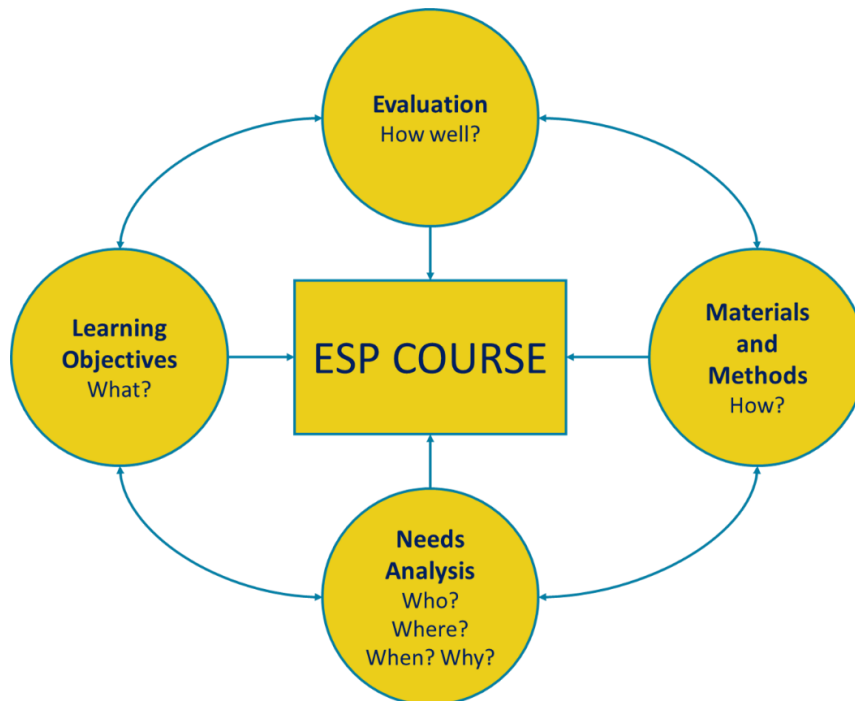 Evaluation
How well?
Learning
Objectives
What?
ESP COURSE
Materials
and
Methods
How?
Needs
Analysis
Who?
Where?
When? Why?